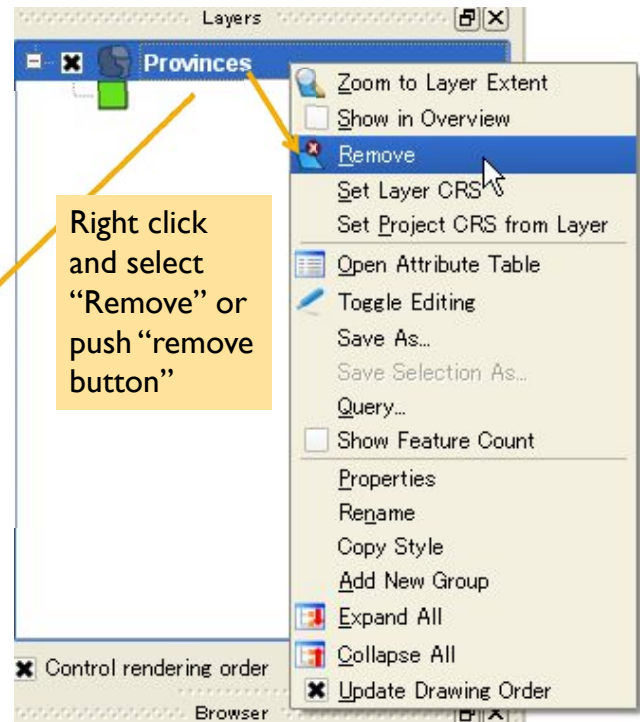 Layers
Provinces
Zoom to Layer Extent
Show in Overview
Remove
Set Layer CRS
Set Project CRS from Layer
Open Attribute Table
Toggle Editing
Save As...
Save Selection As...
Query...
Show Feature Count
Properties
Rename
Copy Style
Add New Group
Expand All
Collapse All
Update Drawing Order
Right click
and select
“Remove” or
push “remove
button”
Control rendering order
Browser